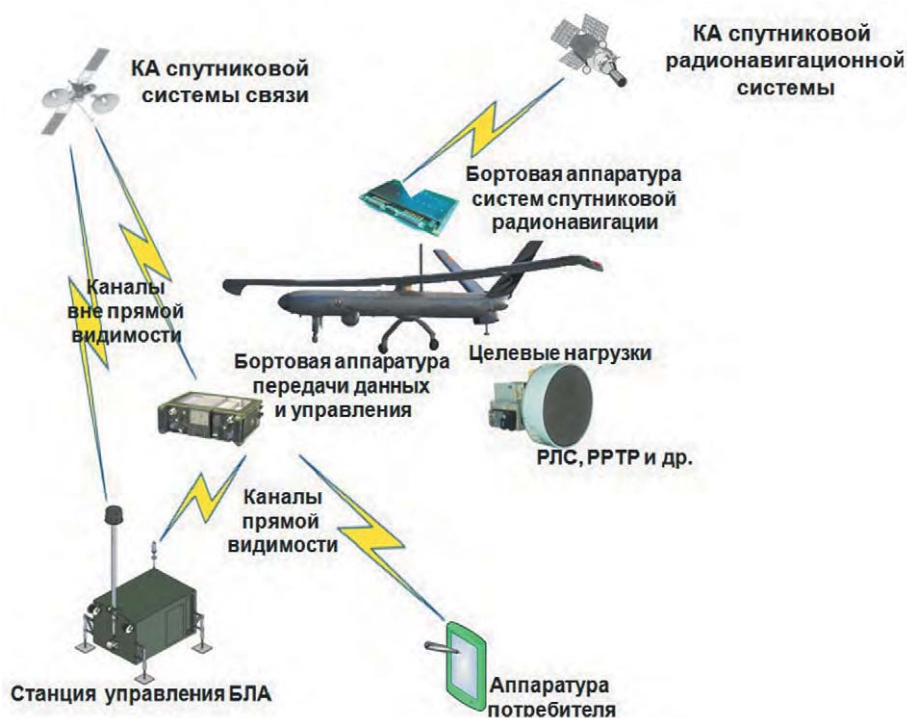 КА спутниковой
системы связи
КА спутниковой
радионавигационной
системы
Бортовая аппаратура
систем спутниковой
радионавигации
Каналы
вне прямой
видимости
Бортовая аппаратура
передачи данных
и управления
Целевые нагрузки
РЛС, РРТР и др.
Каналы
прямой
видимости
Станция управления БЛА
Аппаратура
потребителя